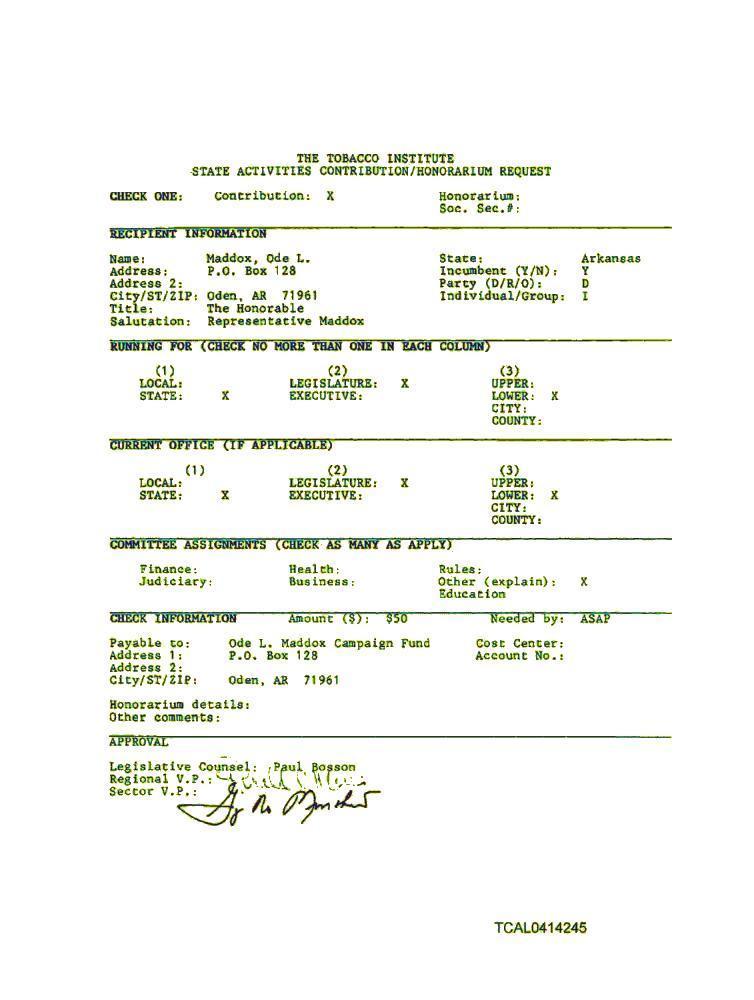 THE TOBACCO INSTITUTE
STATE ACTIVITIES CONTRIBUTION/HONORARIUM REQUEST
CHECK ONE: Contribution: X Honorarium:
Soc. Sec.#:
RECIPIENT INFORMATION
Name: Maddox, Ode L. State: Arkansas
Address: P.O. Box 128 Incumbent (Y/N): Y
Address 2: Party (D/R/O): D
City/ST/ZIP: Oden, AR 71961 Individual/Group: I
Title: The Honorable
Salutation: Representative Maddox
RUNNING FOR (CHECK NO MORE THAN ONE IN EACH COLUMN)
(1) (2) (3)
LOCAL: LEGISLATURE: X UPPER:
STATE: X EXECUTIVE: LOWER: X
CITY:
COUNTY:
CURRENT OFFICE (IF APPLICABLE)
(1) (2) (3)
LOCAL: LEGISLATURE: X UPPER:
STATE: X EXECUTIVE: LOWER: X
CITY:
COUNTY:
COMMITTEE ASSIGNMENTS (CHECK AS MANY AS APPLY)
Finance: Health: Rules:
Judiciary: Business: Other (explain): X
Education
CHECK INFORMATION Amount ($): $50 Needed by: ASAP
Payable to: Ode L. Maddox Campaign Fund Cost Center:
Address 1: P.O. Box 128 Account No.:
Address 2:
City/ST/ZIP: Oden, AR 71961
Honorarium details:
Other comments:
APPROVAL
Legislative Counsel: Paul Bosson
Regional V.P.:
Sector V.P.:
TCAL0414245